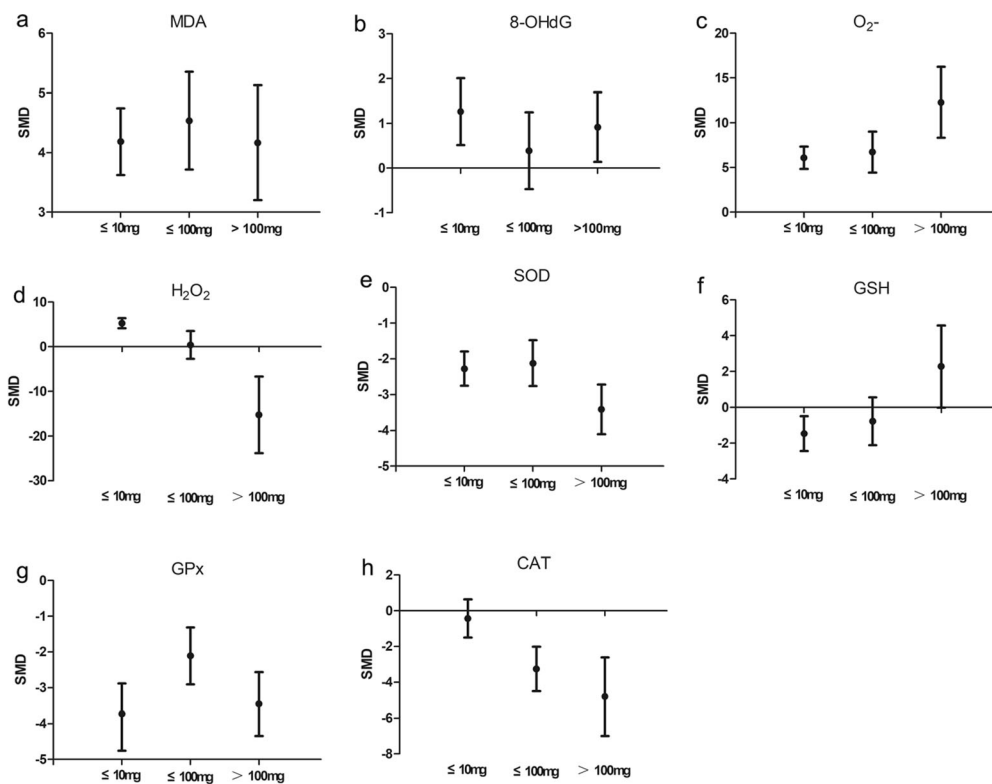 a
MDA
6
5
4
3
SMD
≤ 10mg
≤ 100mg
> 100mg
b
8-OHdG
3
2
1
0
-1
SMD
≤ 10mg
≤ 100mg
>100mg
c
O₂-
20
15
10
5
0
SMD
≤ 10mg
≤ 100mg
> 100mg
d
H₂O₂
10
0
-10
-20
-30
SMD
≤ 10mg
≤ 100mg
> 100mg
e
SOD
0
-1
-2
-3
-4
-5
SMD
≤ 10mg
≤ 100mg
> 100mg
f
GSH
6
4
2
0
-2
-4
SMD
≤ 10mg
≤ 100mg
> 100mg
g
GPx
0
-1
-2
-3
-4
-5
SMD
≤ 10mg
≤ 100mg
> 100mg
h
CAT
2
0
-2
-4
-6
-8
SMD
≤ 10mg
≤ 100mg
> 100mg